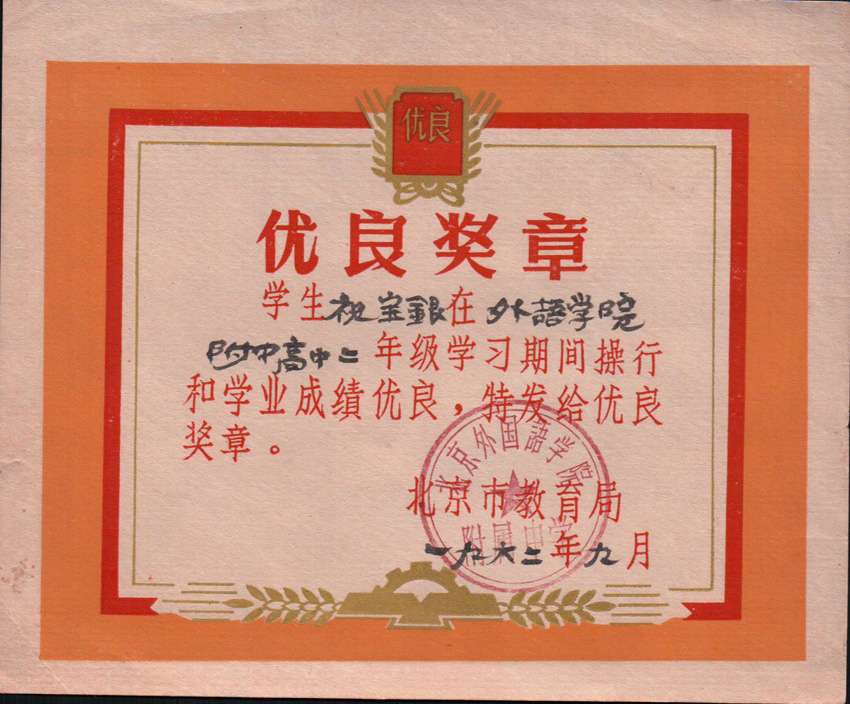 优良
优良奖章
学生祝宝銀在外語学院
附中高中二年级学习期间操行
和学业成績优良，特发给优良
奖章。
北京市教育局
一九六二年九月
北京外国語学院
附属中学